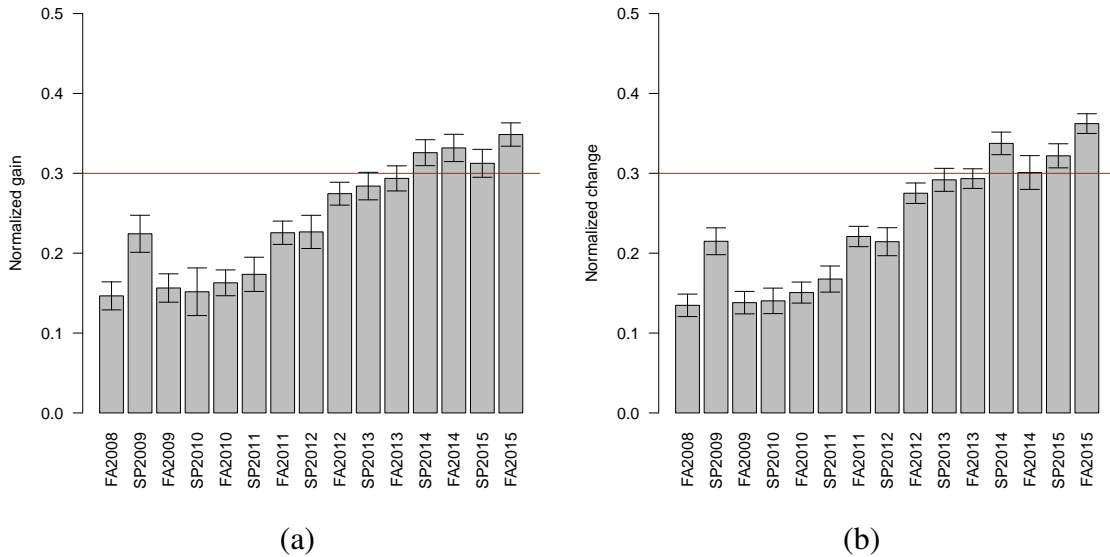 Normalized gain
0.5
0.4
0.3
0.2
0.1
0.0
FA2008
SP2009
FA2009
SP2010
FA2010
SP2011
FA2011
SP2012
FA2012
SP2013
FA2013
SP2014
FA2014
SP2015
FA2015
(a)
Normalized change
0.5
0.4
0.3
0.2
0.1
0.0
FA2008
SP2009
FA2009
SP2010
FA2010
SP2011
FA2011
SP2012
FA2012
SP2013
FA2013
SP2014
FA2014
SP2015
FA2015
(b)